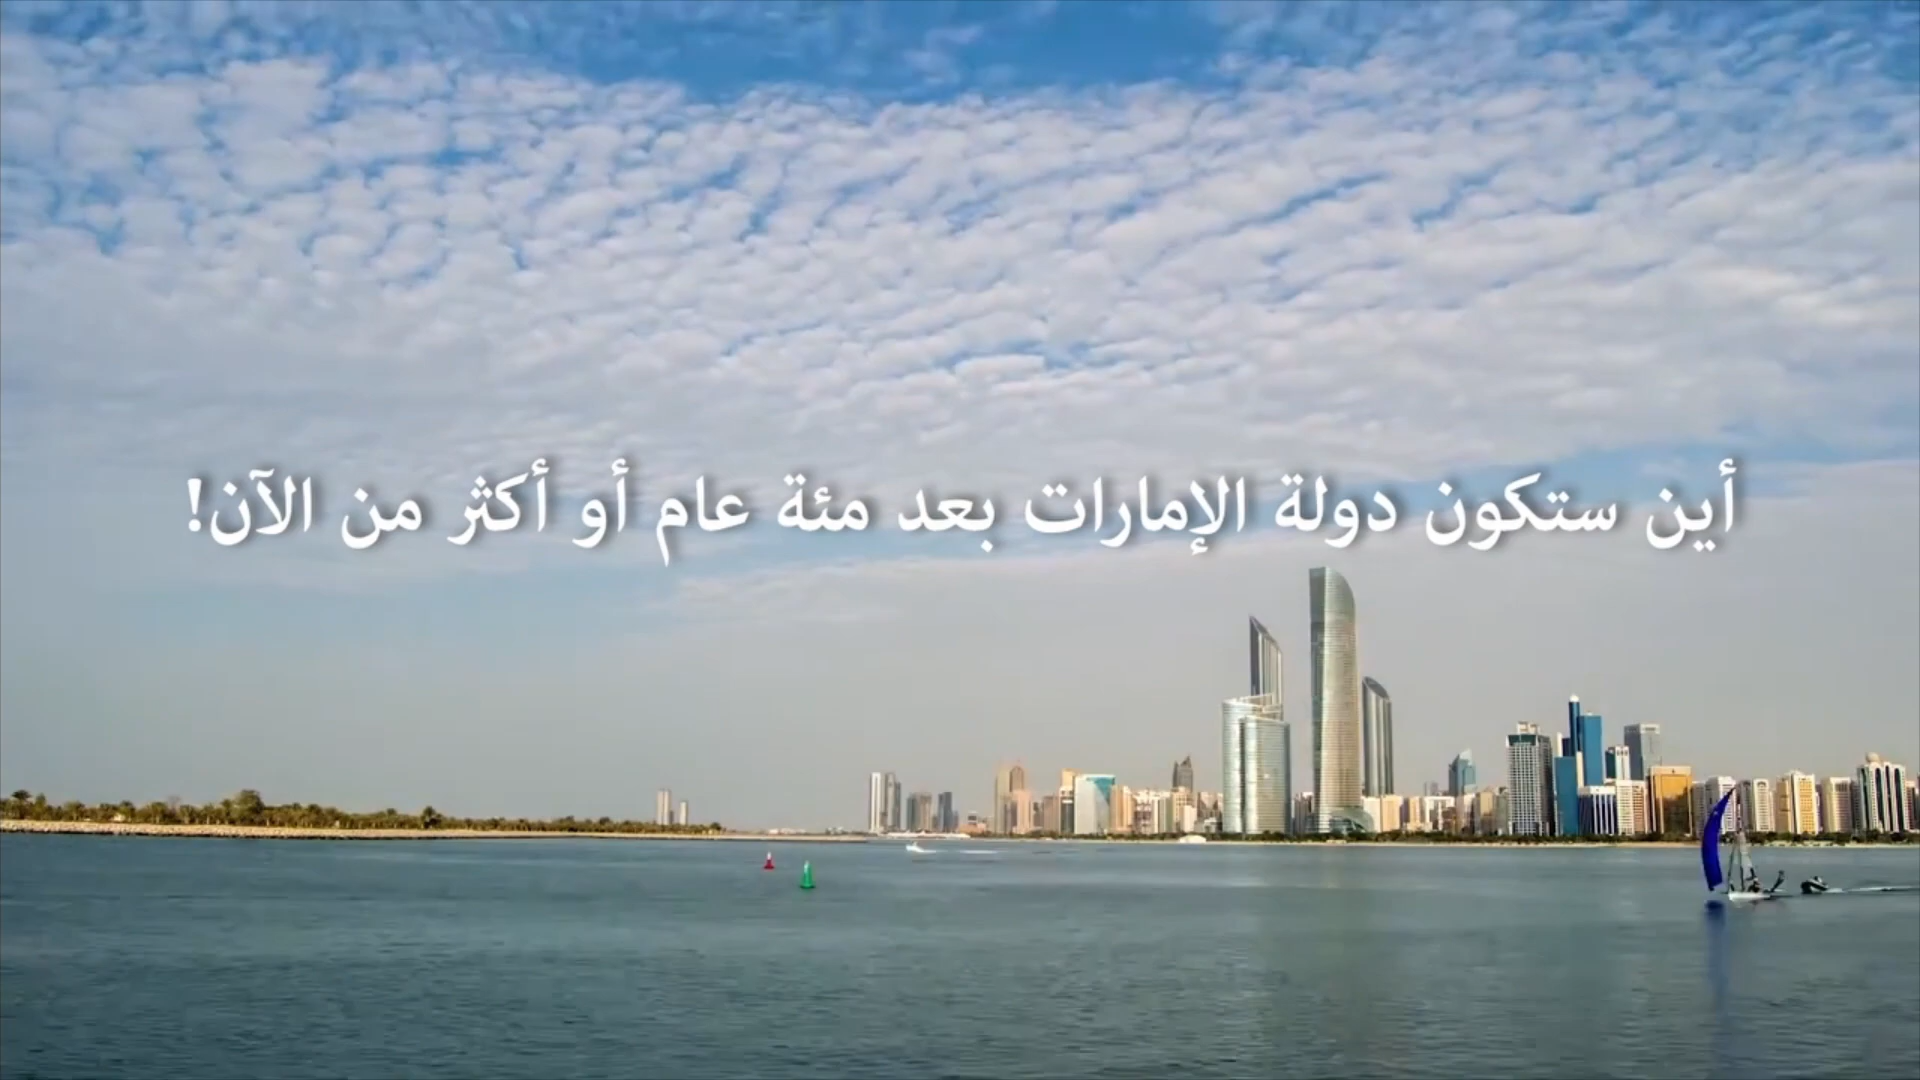 أين ستكون دولة الإمارات بعد مئة عام أو أكثر من الآن!